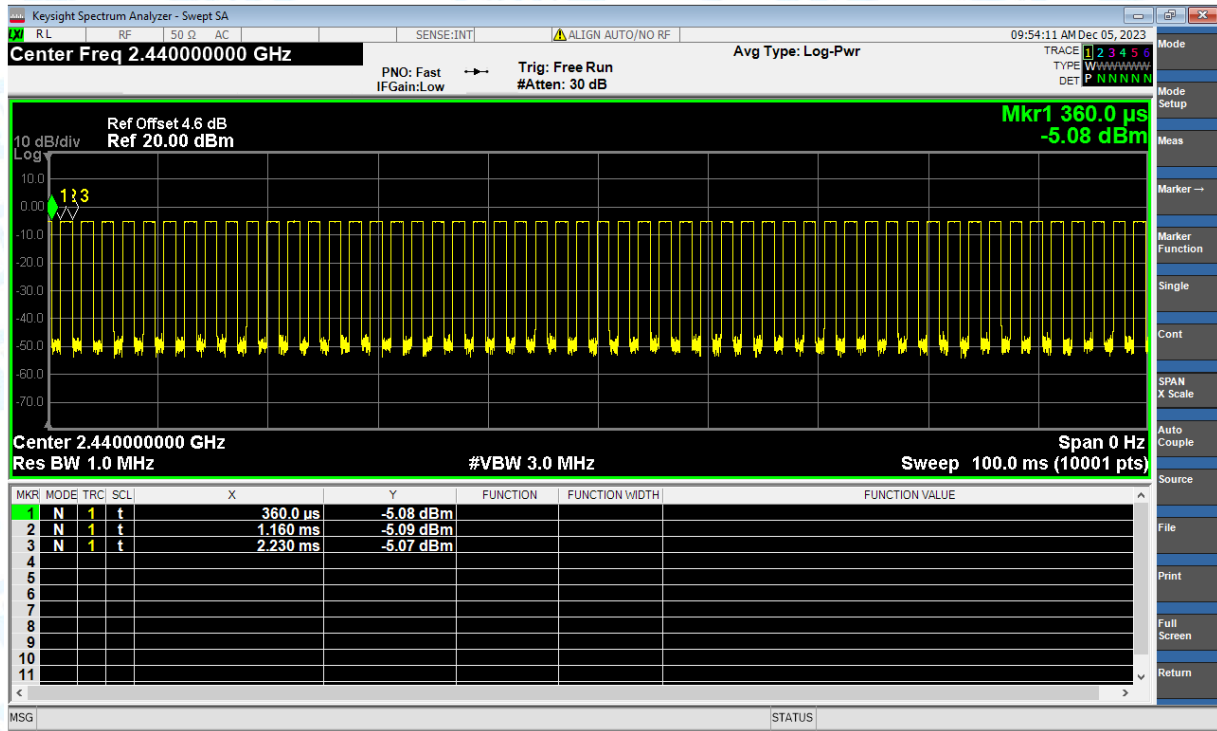 Keysight Spectrum Analyzer - Swept SA
LXI RL RF 50 Ω AC SENSE:INT ALIGN AUTO/NO RF 09:54:11 AM Dec 05, 2023
Center Freq 2.440000000 GHz
Avg Type: Log-Pwr
TRACE 1 2 3 4 5 6
TYPE WWWWWW
DET P N N N N N
PNO: Fast
IFGain:Low
Trig: Free Run
#Atten: 30 dB
Mkr1 360.0 µs
-5.08 dBm
Ref Offset 4.6 dB
10 dB/div Ref 20.00 dBm
Log
10.0
0.00
-10.0
-20.0
-30.0
-40.0
-50.0
-60.0
-70.0
1 2 3
Center 2.440000000 GHz Span 0 Hz
Res BW 1.0 MHz #VBW 3.0 MHz Sweep 100.0 ms (10001 pts)
MKR MODE TRC SCL X Y FUNCTION FUNCTION WIDTH FUNCTION VALUE
1 N 1 t 360.0 µs -5.08 dBm
2 N 1 t 1.160 ms -5.09 dBm
3 N 1 t 2.230 ms -5.07 dBm
4
5
6
7
8
9
10
11
MSG STATUS
Mode
Mode
Setup
Meas
Marker →
Marker
Function
Single
Cont
SPAN
X Scale
Auto
Couple
Source
File
Print
Full
Screen
Return